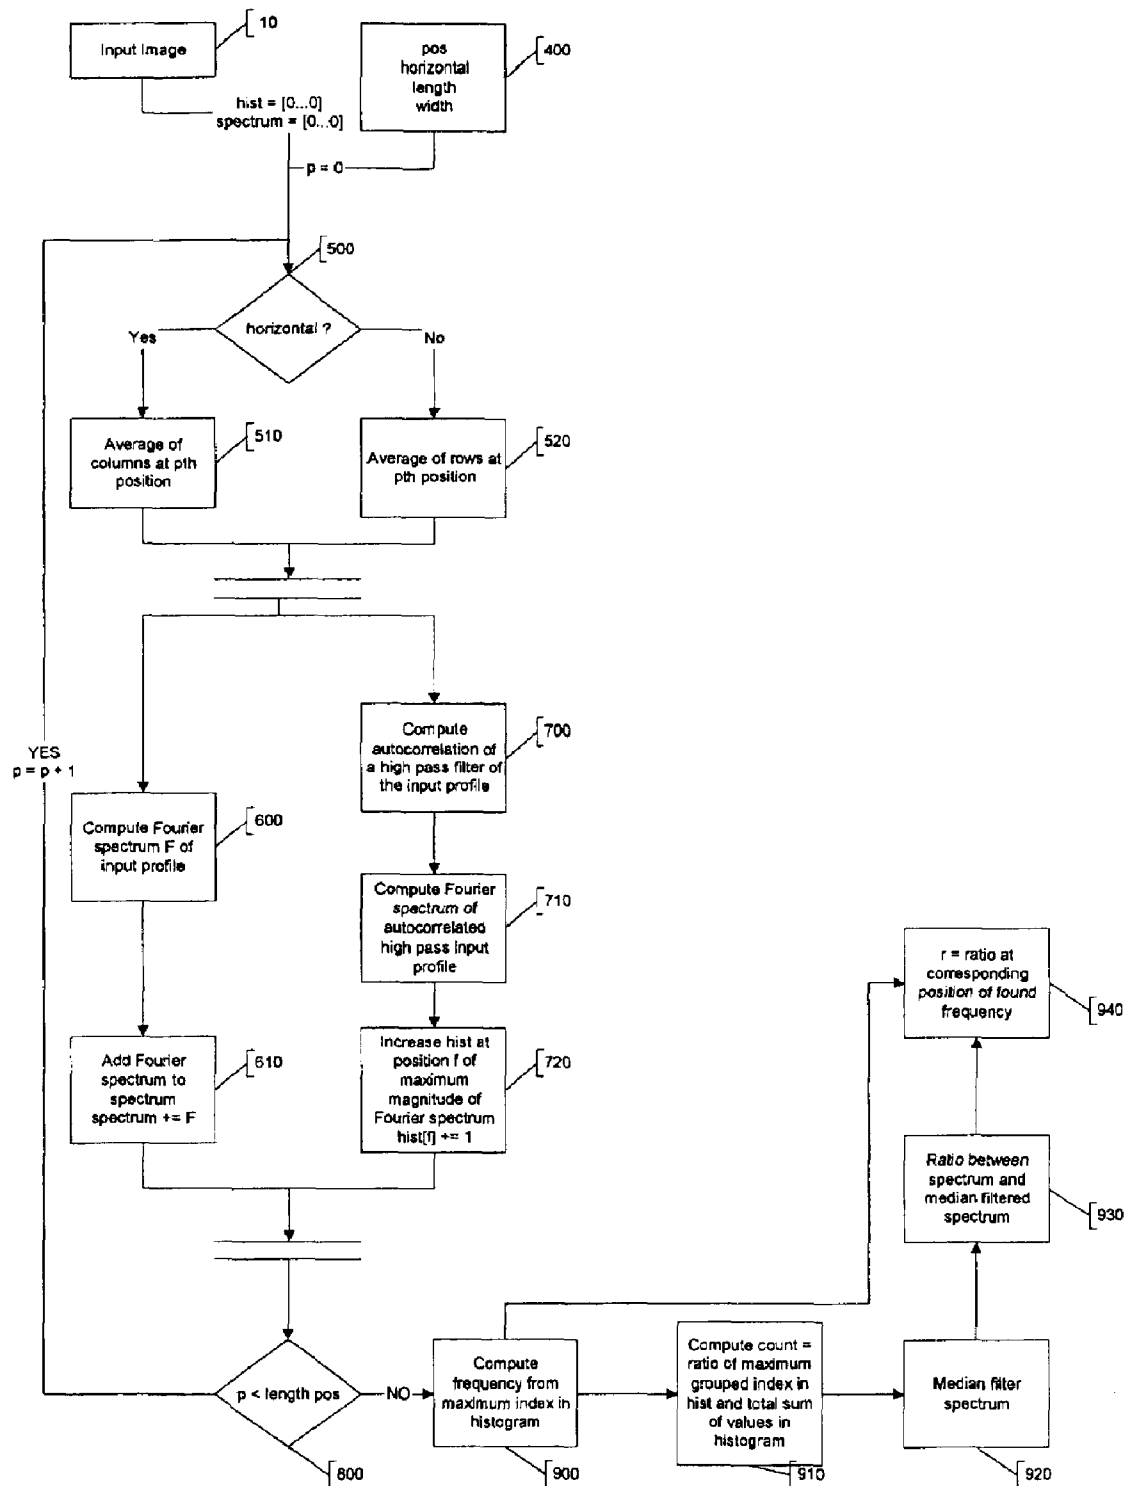 Input Image
10
pos
horizontal
length
width
400
hist = [0...0]
spectrum = [0...0]
p = 0
500
horizontal ?
Yes
No
Average of
columns at pth
position
510
Average of rows at
pth position
520
YES
p = p + 1
Compute
autocorrelation of
a high pass filter of
the input profile
700
Compute Fourier
spectrum F of
input profile
600
Compute Fourier
spectrum of
autocorrelated
high pass input
profile
710
r = ratio at
corresponding
position of found
frequency
940
Add Fourier
spectrum to
spectrum
spectrum += F
610
Increase hist at
position f of
maximum
magnitude of
Fourier spectrum
hist[f] += 1
720
Ratio between
spectrum and
median filtered
spectrum
930
p < length pos
NO
800
Compute
frequency from
maximum index in
histogram
900
Compute count =
ratio of maximum
grouped index in
hist and total sum
of values in
histogram
910
Median filter
spectrum
920